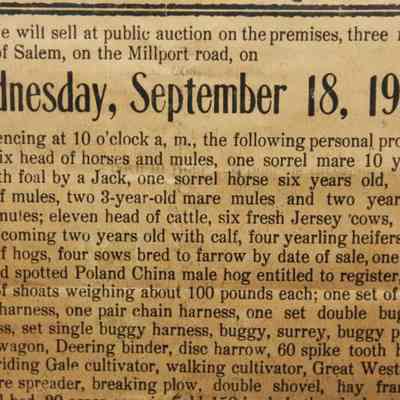 e will sell at public auction on the premises, three
of Salem, on the Millport road, on
dnesday, September 18, 19
encing at 10 o'clock a, m., the following personal pro
ix head of horses and mules, one sorrel mare 10 y
th foal by a Jack, one sorrel horse six years old,
f mules, two 3-year-old mare mules and two year
mules; eleven head of cattle, six fresh Jersey cows,
coming two years old with calf, four yearling heifers
f hogs, four sows bred to farrow by date of sale, one
d spotted Poland China male hog entitled to register,
f shoats weighing about 100 pounds each; one set of
harness, one pair chain harness, one set double bug
ss, set single buggy harness, buggy, surrey, buggy p
wagon, Deering binder, disc harrow, 60 spike tooth h
riding Gale cultivator, walking cultivator, Great West
re spreader, breaking plow, double shovel, hay fram